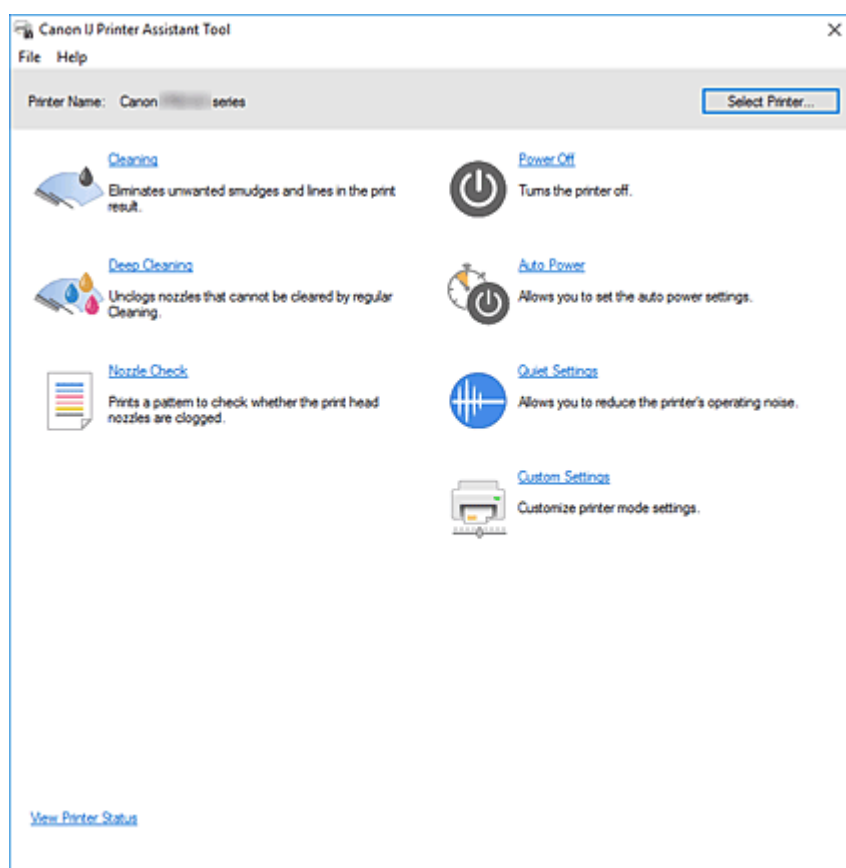 Canon IJ Printer Assistant Tool
File Help
Printer Name: Canon series
Select Printer...
Cleaning
Eliminates unwanted smudges and lines in the print
result.
Deep Cleaning
Unclogs nozzles that cannot be cleared by regular
Cleaning.
Nozzle Check
Prints a pattern to check whether the print head
nozzles are clogged.
Power Off
Turns the printer off.
Auto Power
Allows you to set the auto power settings.
Quiet Settings
Allows you to reduce the printer's operating noise.
Custom Settings
Customize printer mode settings.
View Printer Status